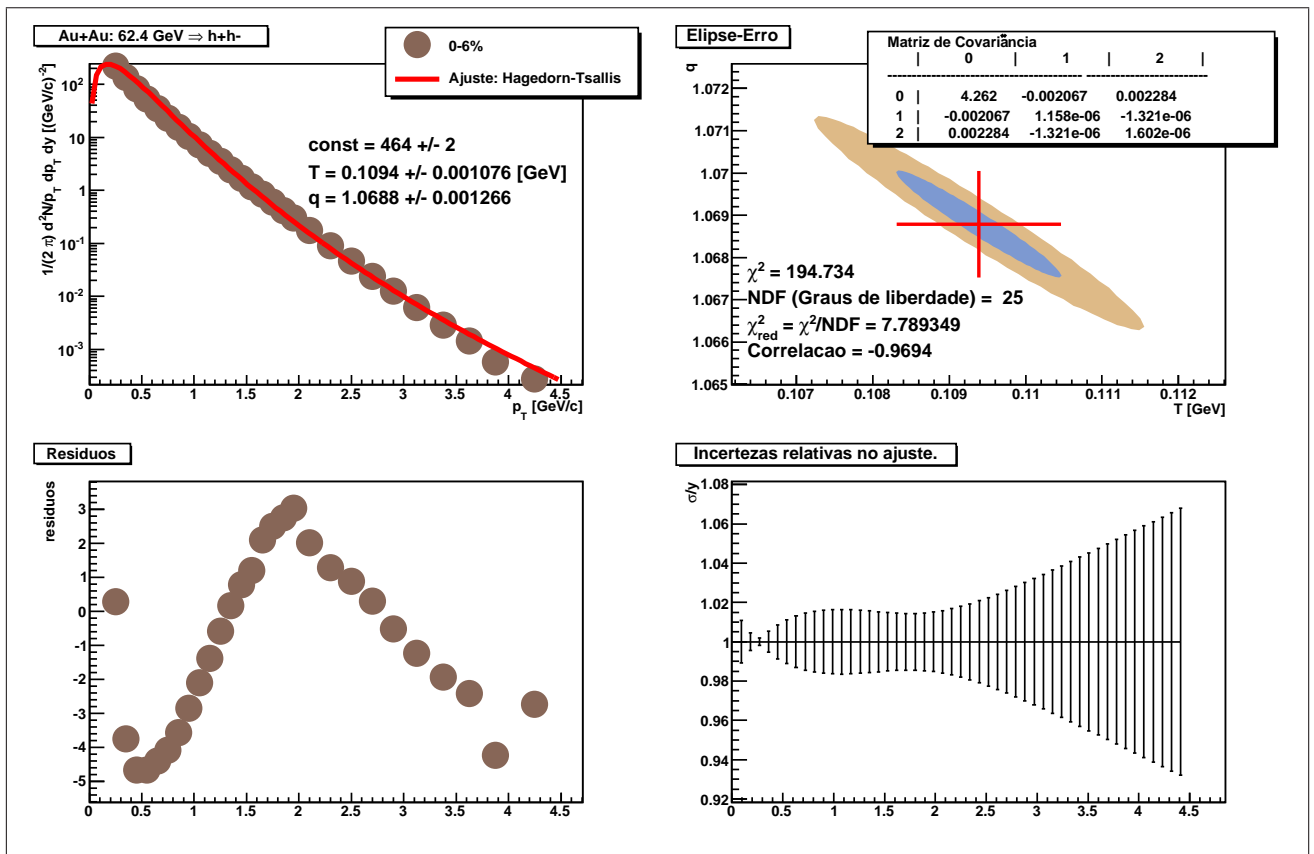 Au+Au: 62.4 GeV ⇒ h+h-
0-6%
Ajuste: Hagedorn-Tsallis
const = 464 +/- 2
T = 0.1094 +/- 0.001076 [GeV]
q = 1.0688 +/- 0.001266
1/(2 π) d²N/p_T dp_T dy [(GeV/c)⁻²]
10²
10
1
10⁻¹
10⁻²
10⁻³
0 0.5 1 1.5 2 2.5 3 3.5 4 4.5
p_T [GeV/c]
Elipse-Erro
Matriz de Covariância
| 0 | 1 | 2 |
0 | 4.262 -0.002067 0.002284
1 | -0.002067 1.158e-06 -1.321e-06
2 | 0.002284 -1.321e-06 1.602e-06
q
1.072
1.071
1.07
1.069
1.068
1.067
1.066
1.065
χ² = 194.734
NDF (Graus de liberdade) = 25
χ²_red = χ²/NDF = 7.789349
Correlacao = -0.9694
0.107 0.108 0.109 0.11 0.111 0.112
T [GeV]
Residuos
residuos
3
2
1
0
-1
-2
-3
-4
-5
0 0.5 1 1.5 2 2.5 3 3.5 4 4.5
Incertezas relativas no ajuste.
σ/y
1.08
1.06
1.04
1.02
1
0.98
0.96
0.94
0.92
0 0.5 1 1.5 2 2.5 3 3.5 4 4.5